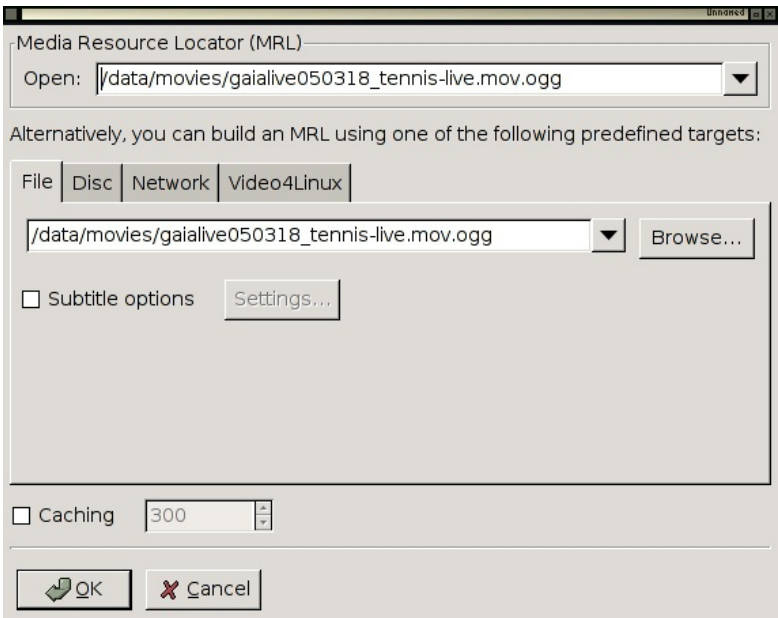 Unnamed
Media Resource Locator (MRL)
Open: /data/movies/gaialive050318_tennis-live.mov.ogg
Alternatively, you can build an MRL using one of the following predefined targets:
File Disc Network Video4Linux
/data/movies/gaialive050318_tennis-live.mov.ogg Browse...
Subtitle options Settings...
Caching 300
OK Cancel